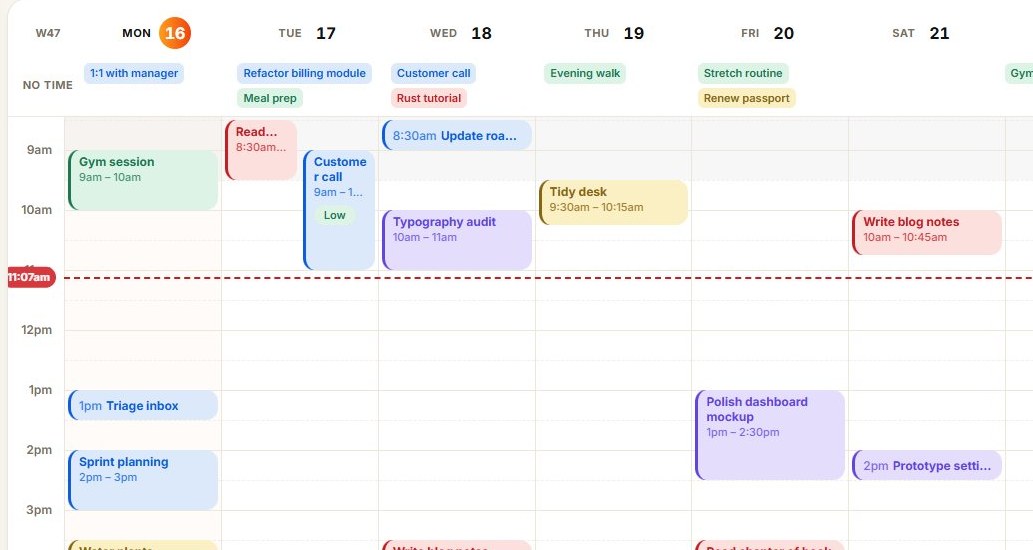 W47
MON 16
TUE 17
WED 18
THU 19
FRI 20
SAT 21
NO TIME
1:1 with manager
Refactor billing module
Meal prep
Customer call
Rust tutorial
Evening walk
Stretch routine
Renew passport
Gym
9am
10am
11:07am
12pm
1pm
2pm
3pm
Gym session
9am – 10am
1pm Triage inbox
Sprint planning
2pm – 3pm
Read...
8:30am...
Custome
r call
9am – 1...
Low
8:30am Update roa...
Typography audit
10am – 11am
Tidy desk
9:30am – 10:15am
Polish dashboard
mockup
1pm – 2:30pm
Write blog notes
10am – 10:45am
2pm Prototype setti...